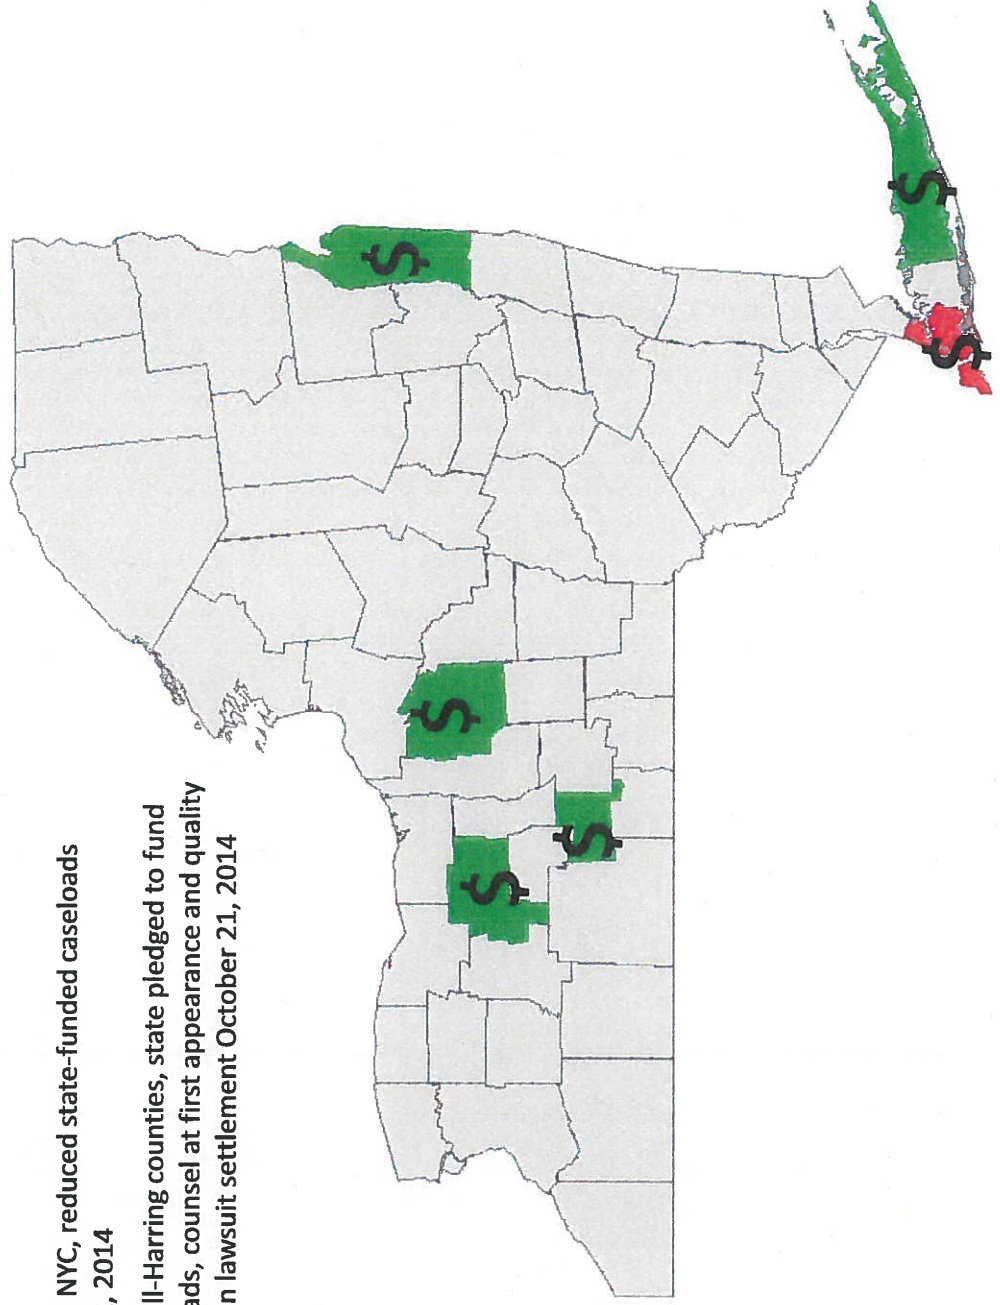 NYC, reduced state-funded caseloads
, 2014
ll-Harring counties, state pledged to fund
ads, counsel at first appearance and quality
n lawsuit settlement October 21, 2014
$
$
$
$
$
$